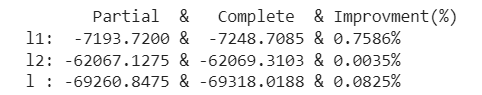 Partial & Complete & Improvment(%)
l1: -7193.7200 & -7248.7085 & 0.7586%
l2: -62067.1275 & -62069.3103 & 0.0035%
l : -69260.8475 & -69318.0188 & 0.0825%